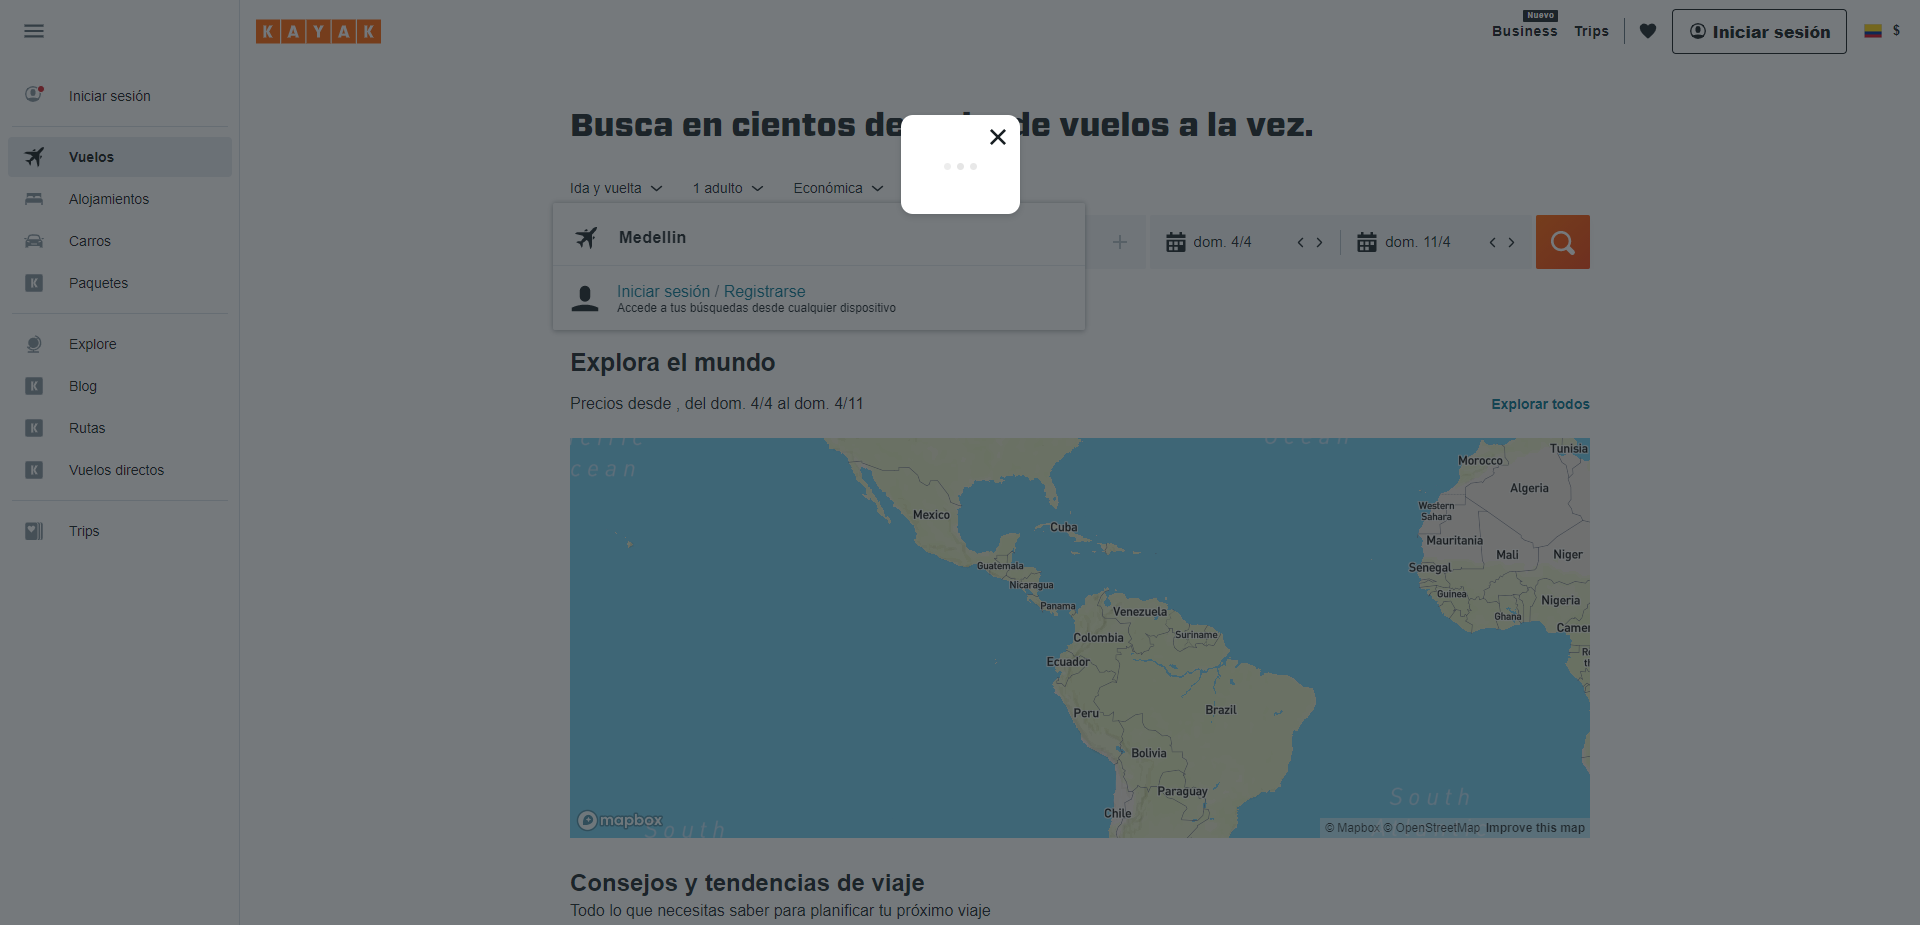 KAYAK
Nuevo
Business
Trips
Iniciar sesión
$
Iniciar sesión
Vuelos
Alojamientos
Carros
Paquetes
Explore
Blog
Rutas
Vuelos directos
Trips
Busca en cientos de de vuelos a la vez.
Ida y vuelta
1 adulto
Económica
Medellin
Iniciar sesión / Registrarse
Accede a tus búsquedas desde cualquier dispositivo
dom. 4/4
dom. 11/4
Explora el mundo
Precios desde , del dom. 4/4 al dom. 4/11
Explorar todos
cean
Ocean
Tunisia
Morocco
Algeria
Western
Sahara
Mexico
Cuba
Mauritania
Mali
Niger
Guatemala
Senegal
Nicaragua
Guinea
Panama
Nigeria
Venezuela
Ghana
Suriname
Camer
Colombia
Ecuador
Peru
Brazil
Bolivia
Paraguay
Chile
South
South
mapbox
© Mapbox © OpenStreetMap Improve this map
Consejos y tendencias de viaje
Todo lo que necesitas saber para planificar tu próximo viaje